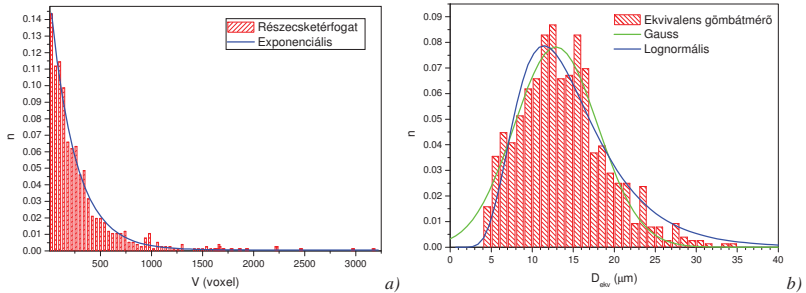 Részecsketérfogat
Exponenciális
0.14
0.13
0.12
0.11
0.10
0.09
0.08
0.07
0.06
0.05
0.04
0.03
0.02
0.01
0.00
n
500 1000 1500 2000 2500 3000
V (voxel)
a)
Ekvivalens gömbátmérő
Gauss
Lognormális
0.09
0.08
0.07
0.06
0.05
0.04
0.03
0.02
0.01
0.00
n
0 5 10 15 20 25 30 35 40
D ekv (μm)
b)